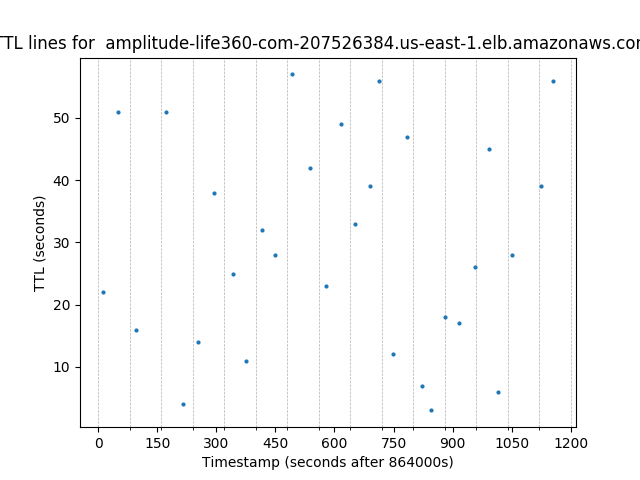 TTL lines for amplitude-life360-com-207526384.us-east-1.elb.amazonaws.com
TTL (seconds)
50
40
30
20
10
0 150 300 450 600 750 900 1050 1200
Timestamp (seconds after 864000s)